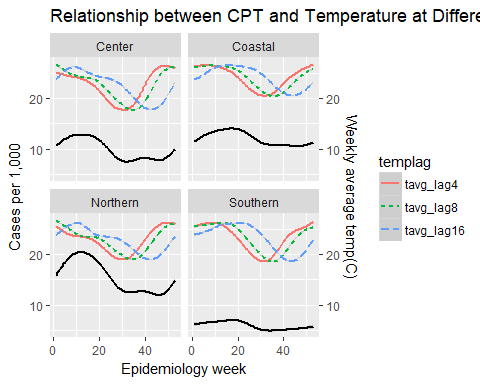 Relationship between CPT and Temperature at Differe
Center
Coastal
20
10
20
10
Northern
Southern
20
10
20
10
0
20
40
0
20
40
Cases per 1,000
Weekly average temp(C)
Epidemiology week
templag
tavg_lag4
tavg_lag8
tavg_lag16